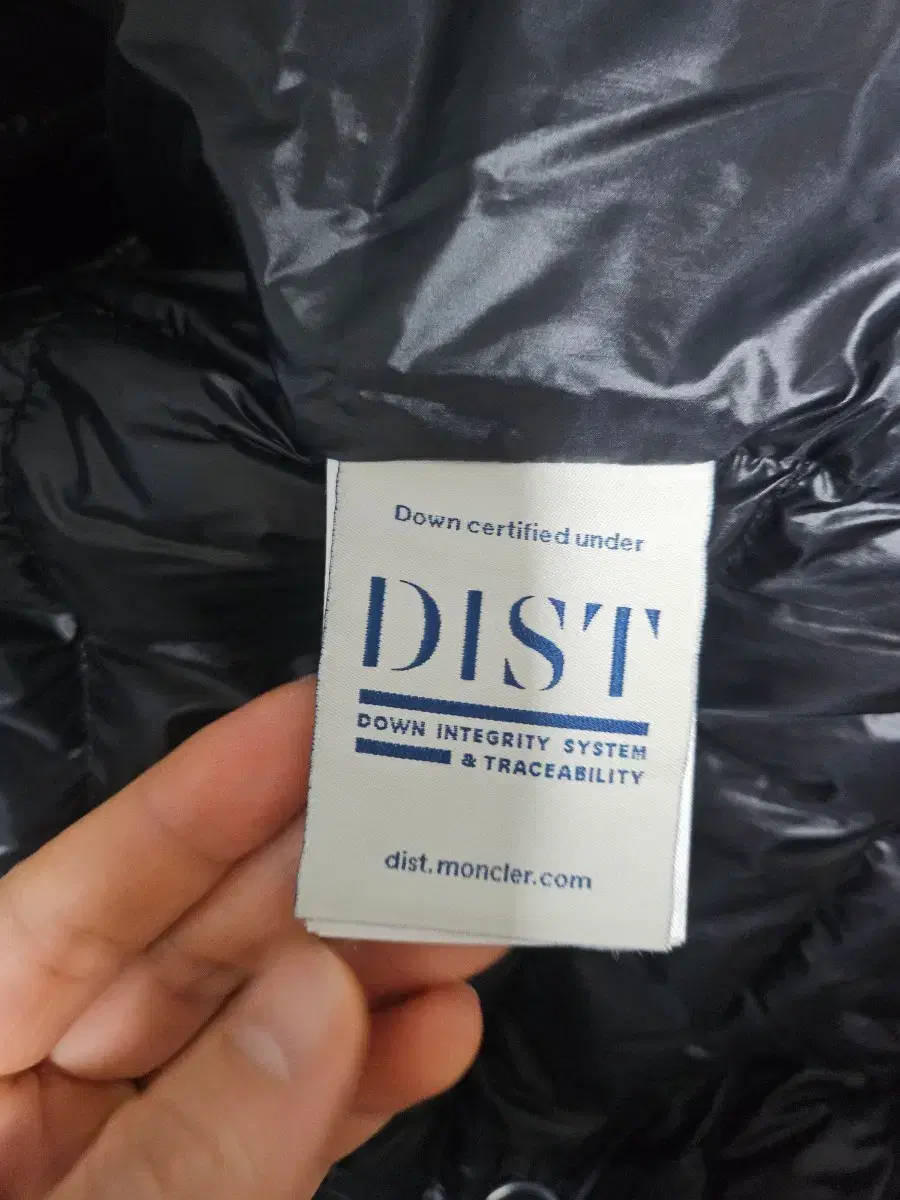 Down certified under
DIST
DOWN INTEGRITY SYSTEM
& TRACEABILITY
dist.moncler.com